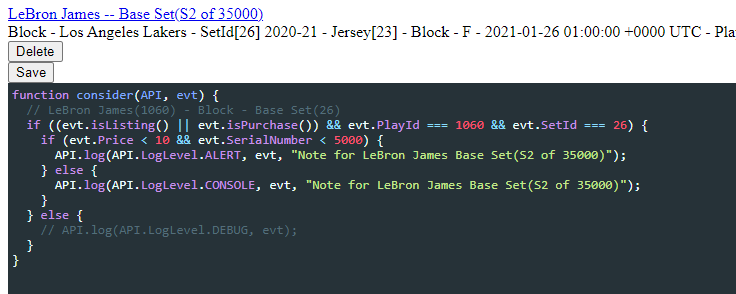 LeBron James -- Base Set(S2 of 35000)
Block - Los Angeles Lakers - SetId[26] 2020-21 - Jersey[23] - Block - F - 2021-01-26 01:00:00 +0000 UTC - Pla
Delete
Save
function consider(API, evt) {
  // LeBron James(1060) - Block - Base Set(26)
  if ((evt.isListing() || evt.isPurchase()) && evt.PlayId === 1060 && evt.SetId === 26) {
    if (evt.Price < 10 && evt.SerialNumber < 5000) {
      API.log(API.LogLevel.ALERT, evt, "Note for LeBron James Base Set(S2 of 35000)");
    } else {
      API.log(API.LogLevel.CONSOLE, evt, "Note for LeBron James Base Set(S2 of 35000)");
    }
  } else {
    // API.log(API.LogLevel.DEBUG, evt);
  }
}